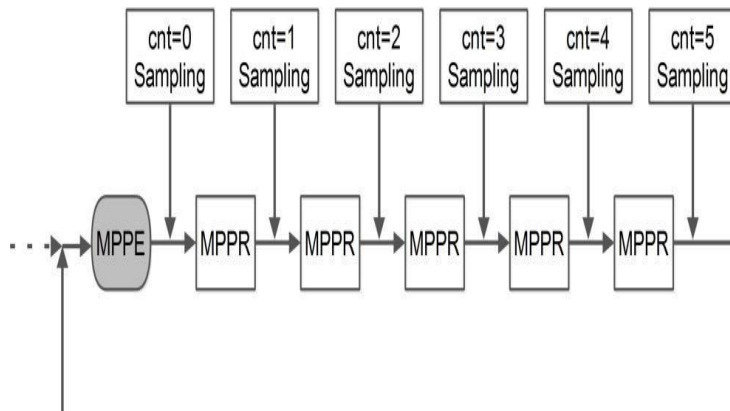 cnt=0
Sampling
cnt=1
Sampling
cnt=2
Sampling
cnt=3
Sampling
cnt=4
Sampling
cnt=5
Sampling
MPPE
MPPR
MPPR
MPPR
MPPR
MPPR